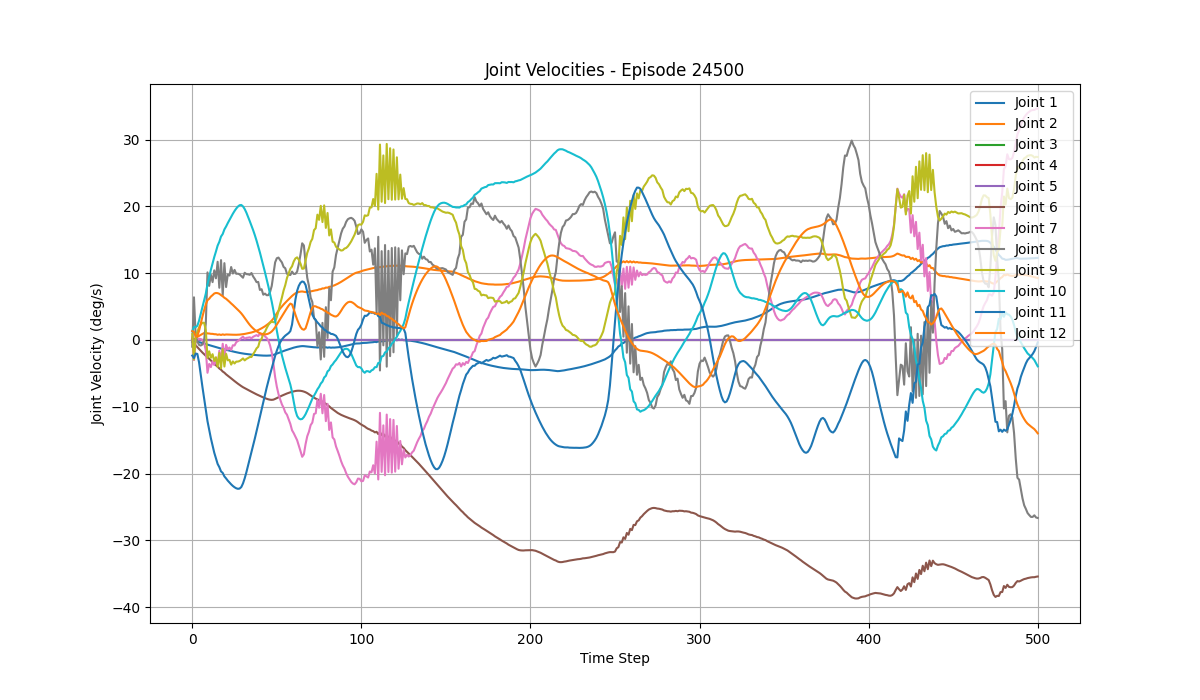 Joint Velocities - Episode 24500
Joint Velocity (deg/s)
30
20
10
0
−10
−20
−30
−40
0
100
200
300
400
500
Time Step
Joint 1
Joint 2
Joint 3
Joint 4
Joint 5
Joint 6
Joint 7
Joint 8
Joint 9
Joint 10
Joint 11
Joint 12